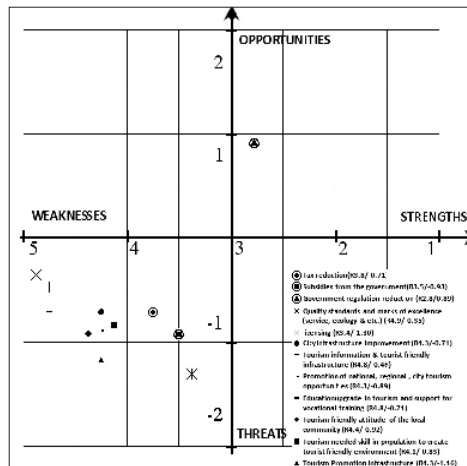 OPPORTUNITIES
2
1
WEAKNESSES
STRENGTHS
5
4
3
2
1
-1
-2
THREATS
Tax reduction(R3.8/-0.71
Subsidies from the government(R3.5/-0.93)
Government regulation reduction (R2.8/0.89)
Quality standards and marks of excellence
(service, ecology & etc.) (R4.9/-0.35)
licensing (R3.4/-1.30)
City infrastructure improvement (R4.3/-0.71)
Tourism information & tourist friendly
infrastructure (R4.8/-0.46)
Promotion of national, regional , city tourism
opportunities (R4.3/-0.89)
Education upgrade in tourism and support for
vocational training (R4.8/-0.71)
Tourism friendly attitude of the local
community (R4.4/-0.92)
Tourism needed skill in population to create
tourist friendly environment (R4.1/-0.83)
Tourism Promotion Infrastructure (R4.3/-1.16)